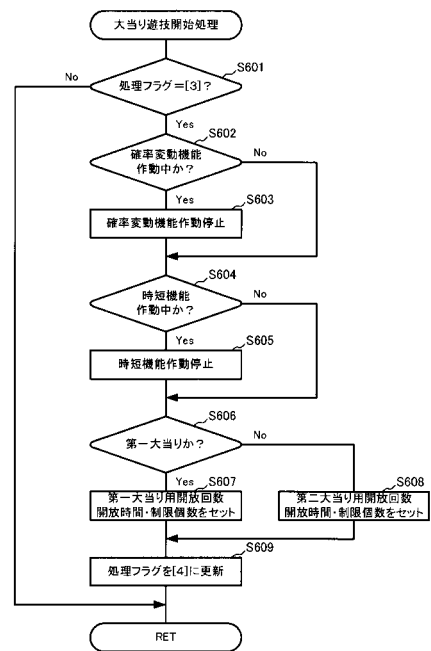 大当り遊技開始処理
S601
No
処理フラグ=[3]?
Yes
S602
確率変動機能
作動中か?
No
Yes
S603
確率変動機能作動停止
S604
時短機能
作動中か?
No
Yes
S605
時短機能作動停止
S606
第一大当りか?
No
Yes
S607
第一大当り用開放回数
開放時間・制限個数をセット
S608
第二大当り用開放回数
開放時間・制限個数をセット
S609
処理フラグを[4]に更新
RET